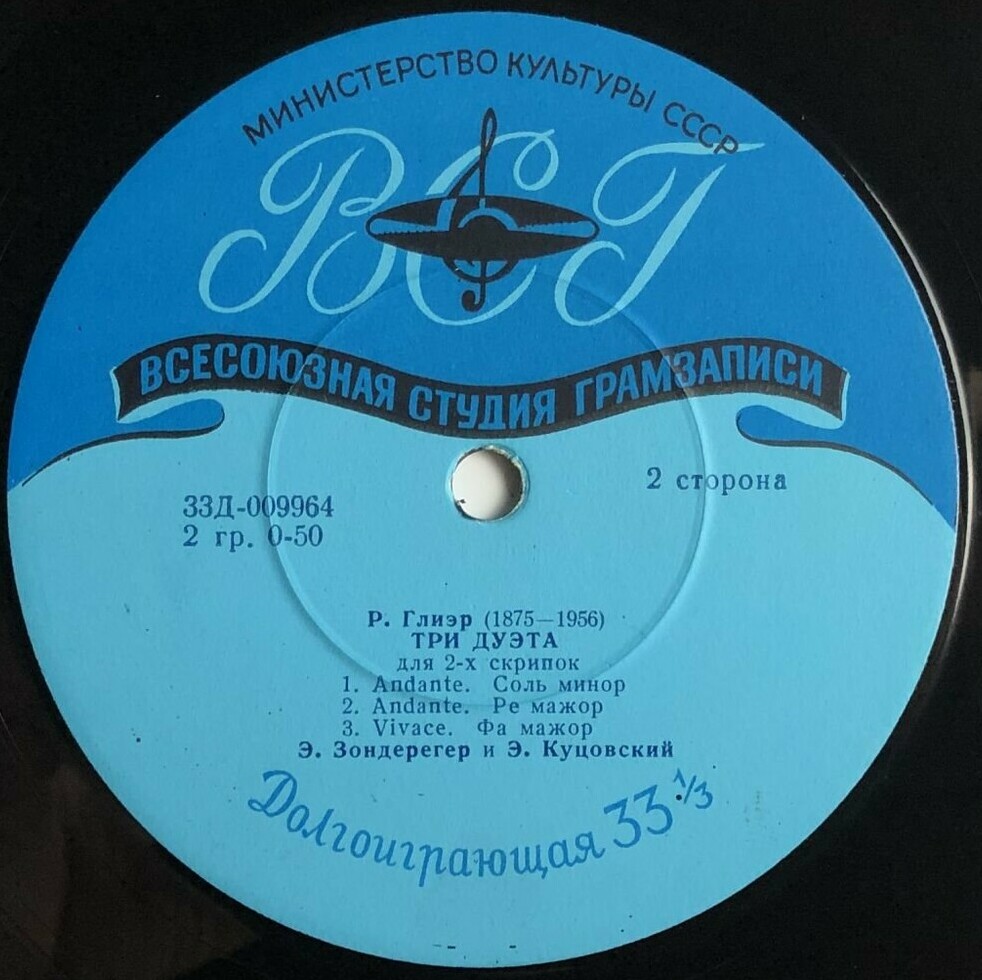 МИНИСТЕРСТВО КУЛЬТУРЫ СССР
ВСГ
ВСЕСОЮЗНАЯ СТУДИЯ ГРАМЗАПИСИ
2 сторона
33Д-009964
2 гр. 0-50
Р. Глиэр (1875—1956)
ТРИ ДУЭТА
для 2-х скрипок
1. Andante. Соль минор
2. Andante. Ре мажор
3. Vivace. Фа мажор
Э. Зондерегер и Э. Куцовский
Долгоиграющая 33 1/3